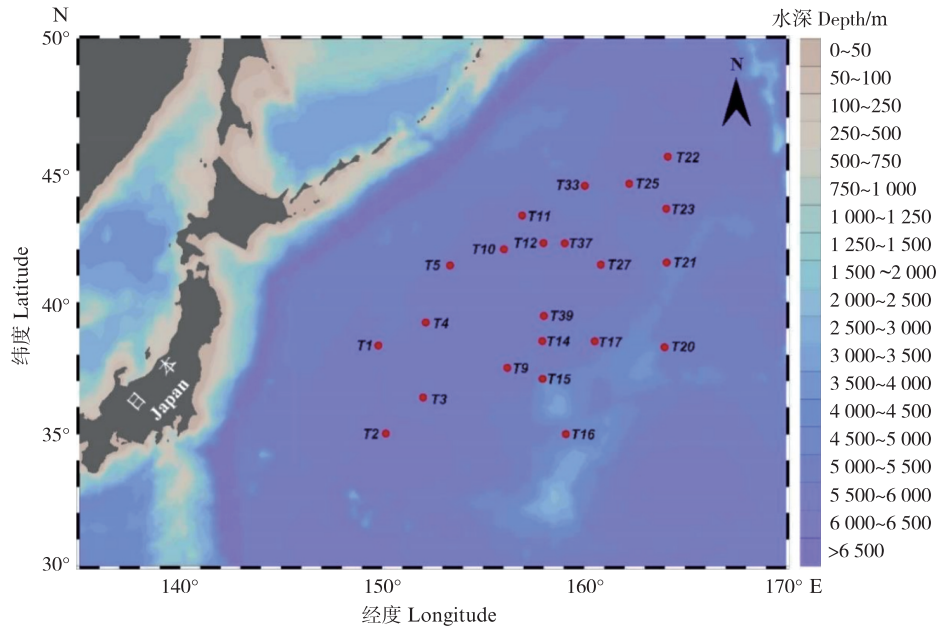 N
水深 Depth/m
50°
45°
40°
35°
30°
纬度 Latitude
140°
150°
160°
170° E
经度 Longitude
N
T22
T33
T25
T23
T11
T12
T37
T10
T5
T27
T21
T39
T4
T1
T14
T17
T20
T9
T15
T3
T2
T16
日本
Japan
0~50
50~100
100~250
250~500
500~750
750~1 000
1 000~1 250
1 250~1 500
1 500 ~2 000
2 000~2 500
2 500~3 000
3 000~3 500
3 500~4 000
4 000~4 500
4 500~5 000
5 000~5 500
5 500~6 000
6 000~6 500
>6 500